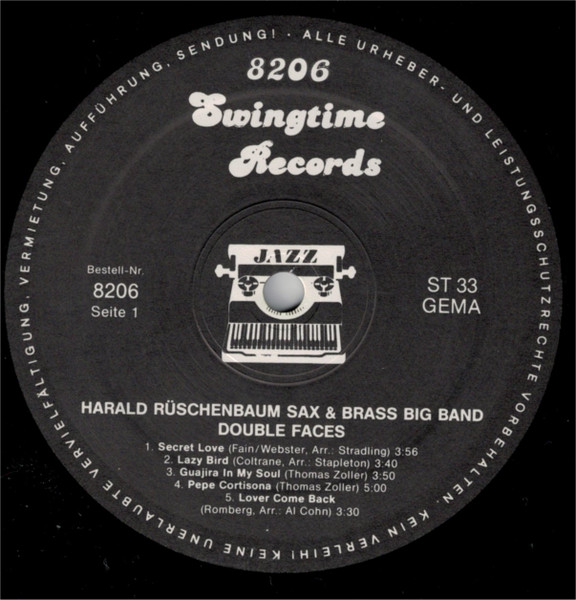 ALLE URHEBER- UND LEISTUNGSSCHUTZRECHTE VORBEHALTEN. KEIN VERLEIH! KEINE UNERLAUBTE VERVIELFÄLTIGUNG, VERMIETUNG, AUFFÜHRUNG, SENDUNG! ·
8206
Swingtime
Records
JAZZ
Bestell-Nr.
8206
Seite 1
ST 33
GEMA
HARALD RÜSCHENBAUM SAX & BRASS BIG BAND
DOUBLE FACES
1. Secret Love (Fain/Webster, Arr.: Stradling) 3:56
2. Lazy Bird (Coltrane, Arr.: Stapleton) 3:40
3. Guajira In My Soul (Thomas Zoller) 3:50
4. Pepe Cortisona (Thomas Zoller) 5:00
5. Lover Come Back
(Romberg, Arr.: Al Cohn) 3:30